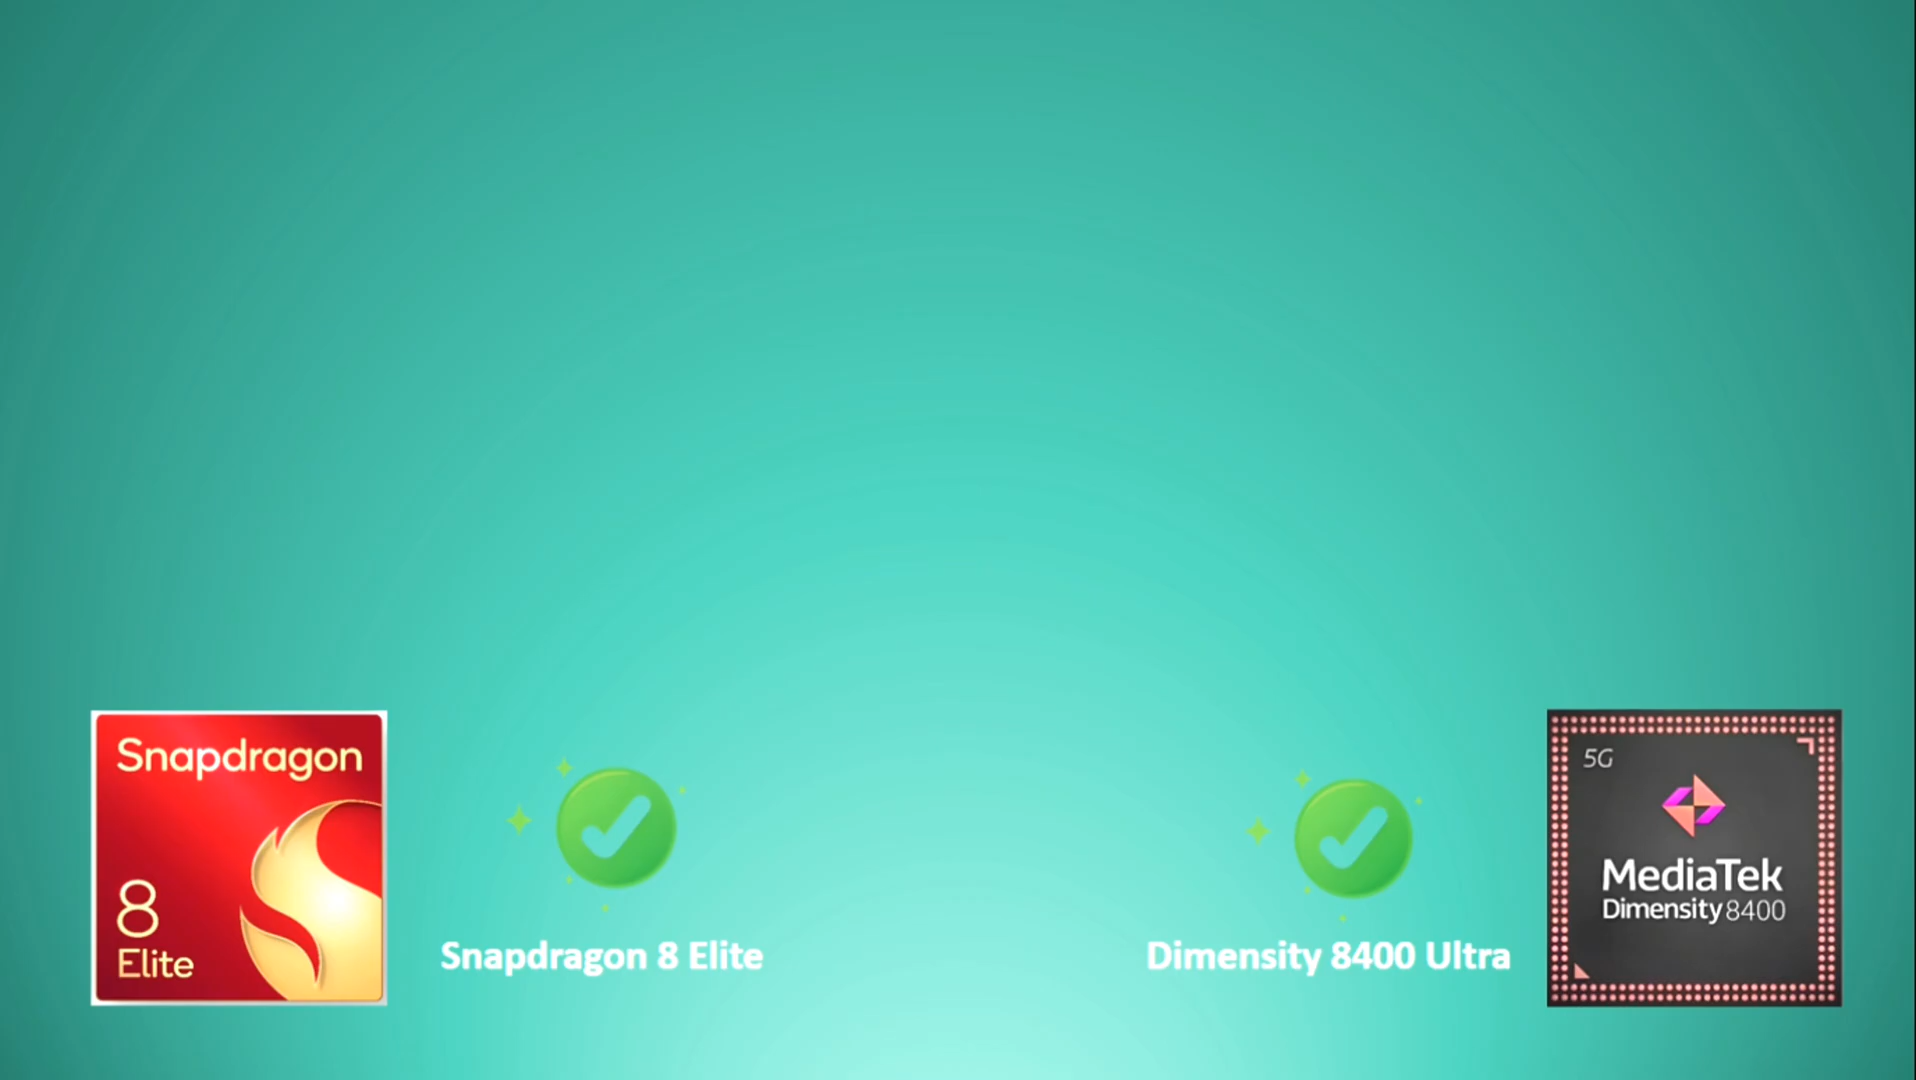 Snapdragon
8
Elite
Snapdragon 8 Elite
Dimensity 8400 Ultra
5G
MediaTek
Dimensity 8400